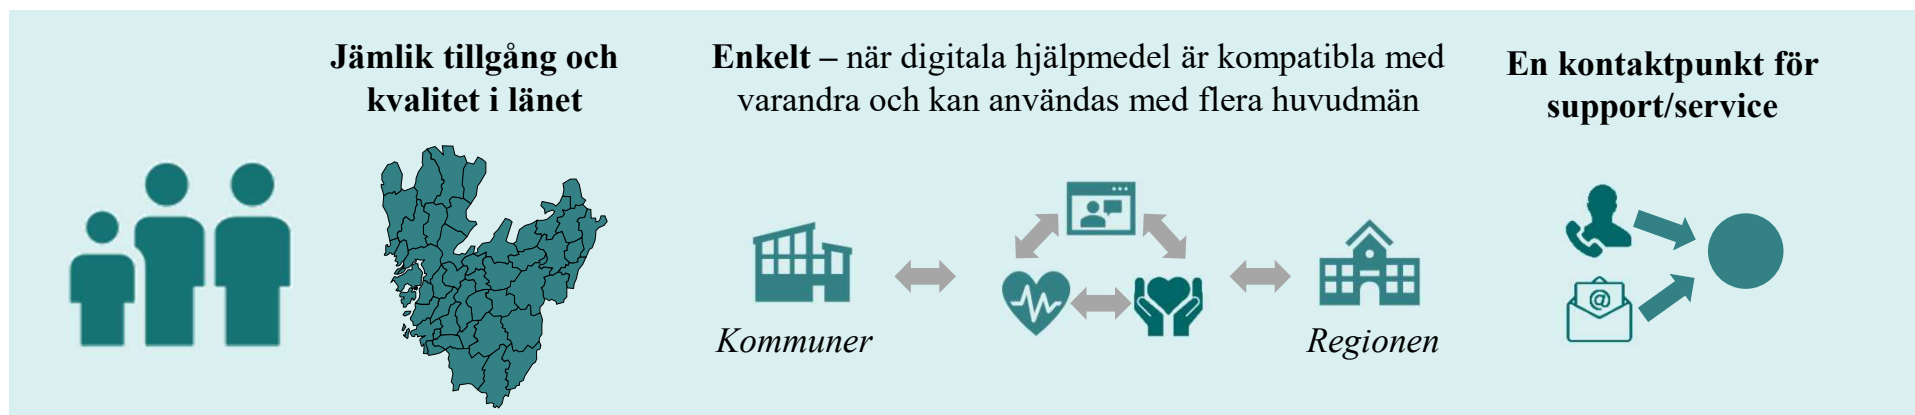 Jämlik tillgång och
kvalitet i länet
Enkelt – när digitala hjälpmedel är kompatibla med
varandra och kan användas med flera huvudmän
En kontaktpunkt för
support/service
Kommuner
Regionen
@